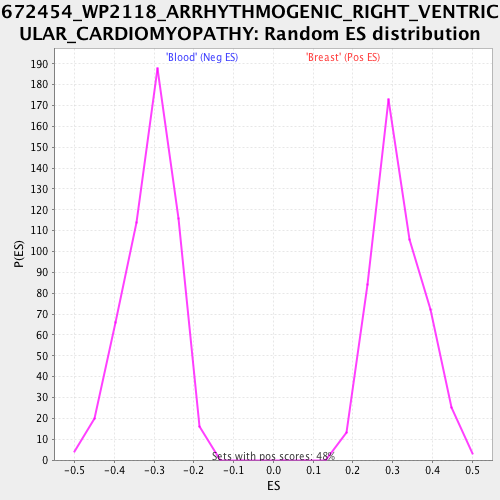 672454_WP2118_ARRHYTHMOGENIC_RIGHT_VENTRIC
ULAR_CARDIOMYOPATHY: Random ES distribution
'Blood' (Neg ES) 'Breast' (Pos ES)
190
180
170
160
150
140
130
120
110
100
90
80
70
60
50
40
30
20
10
0
P(ES)
Sets with pos scores: 48%
-0.5 -0.4 -0.3 -0.2 -0.1 0.0 0.1 0.2 0.3 0.4 0.5
ES